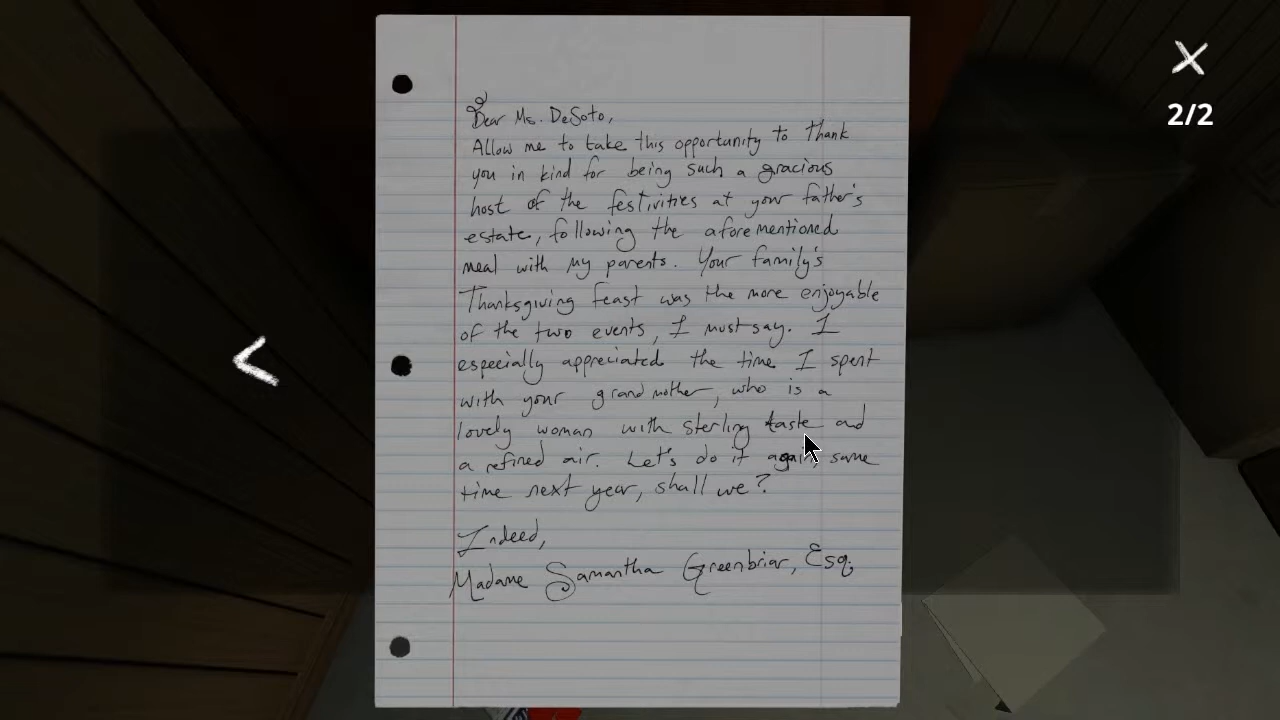 2/2
Dear Ms. DeSoto,
Allow me to take this opportunity to thank
you in kind for being such a gracious
host of the festivities at your father's
estate, following the aforementioned
meal with my parents. Your family's
Thanksgiving feast was the more enjoyable
of the two events, I must say. I
especially appreciated the time I spent
with your grandmother, who is a
lovely woman with sterling taste and
a refined air. Let's do it again, same
time next year, shall we?
Indeed,
Madame Samantha Greenbriar, Esq.